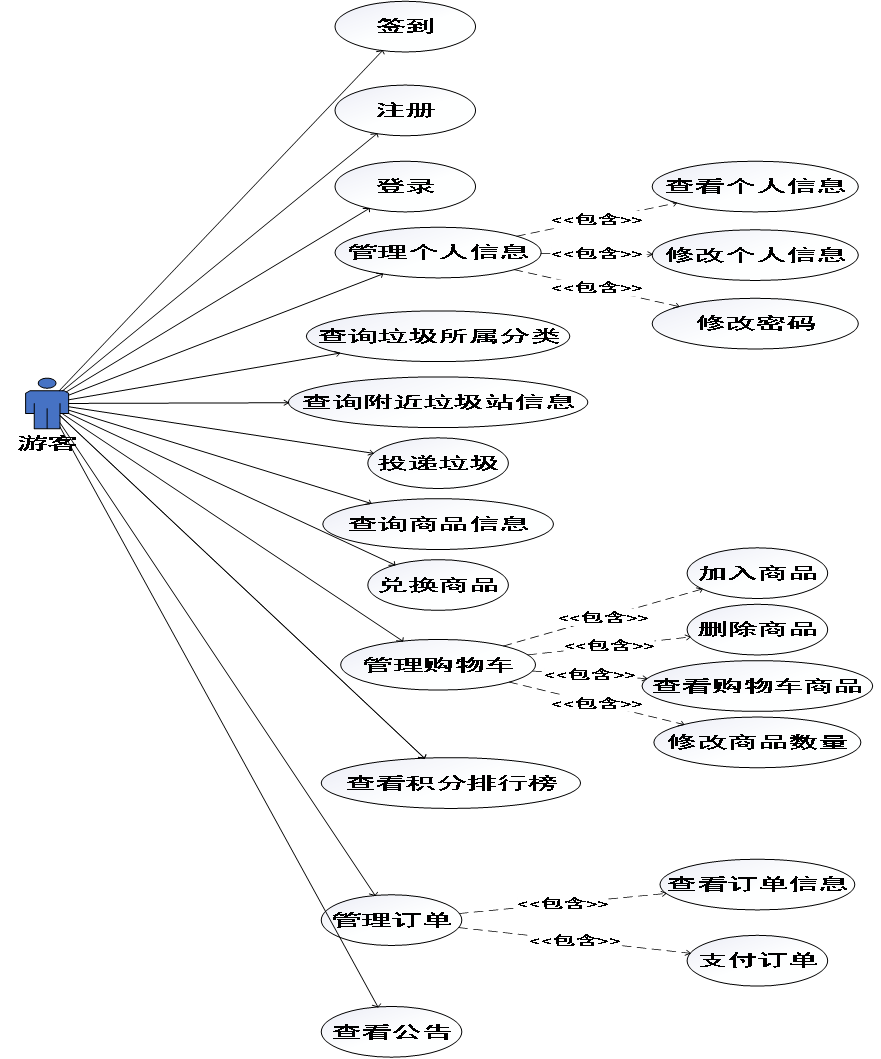 签到
注册
登录
管理个人信息
<<包含>>
查看个人信息
<<包含>>
修改个人信息
<<包含>>
修改密码
查询垃圾所属分类
查询附近垃圾站信息
游客
投递垃圾
查询商品信息
兑换商品
管理购物车
<<包含>>
加入商品
<<包含>>
删除商品
<<包含>>
查看购物车商品
<<包含>>
修改商品数量
查看积分排行榜
管理订单
<<包含>>
查看订单信息
<<包含>>
支付订单
查看公告